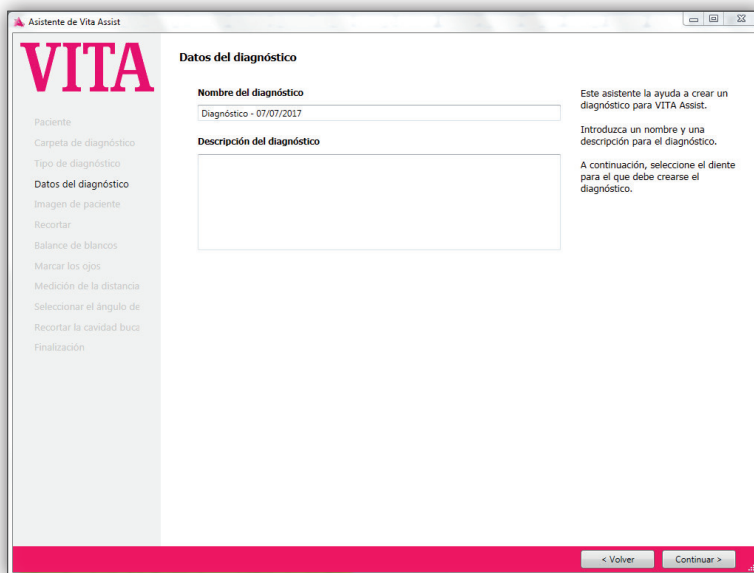 Asistente de Vita Assist
VITA
Paciente
Carpeta de diagnóstico
Tipo de diagnóstico
Datos del diagnóstico
Imagen de paciente
Recortar
Balance de blancos
Marcar los ojos
Medición de la distancia
Seleccionar el ángulo de
Recortar la cavidad buca
Finalización
Datos del diagnóstico
Nombre del diagnóstico
Diagnóstico - 07/07/2017
Descripción del diagnóstico
Este asistente la ayuda a crear un
diagnóstico para VITA Assist.
Introduzca un nombre y una
descripción para el diagnóstico.
A continuación, seleccione el diente
para el que debe crearse el
diagnóstico.
< Volver
Continuar >